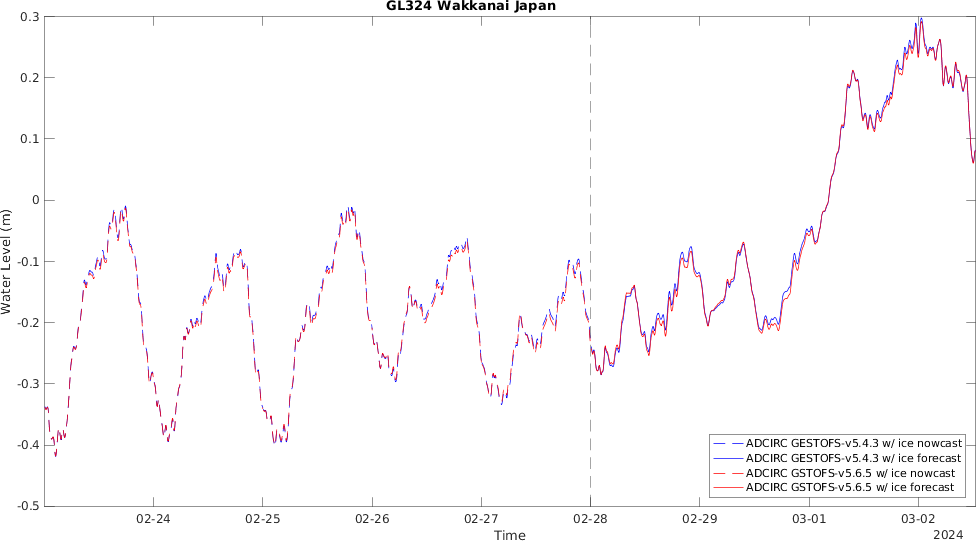 GL324 Wakkanai Japan
0.3
0.2
0.1
0
-0.1
-0.2
-0.3
-0.4
-0.5
Water Level (m)
ADCIRC GESTOFS-v5.4.3 w/ ice nowcast
ADCIRC GESTOFS-v5.4.3 w/ ice forecast
ADCIRC GSTOFS-v5.6.5 w/ ice nowcast
ADCIRC GSTOFS-v5.6.5 w/ ice forecast
02-24 02-25 02-26 02-27 02-28 02-29 03-01 03-02
Time
2024